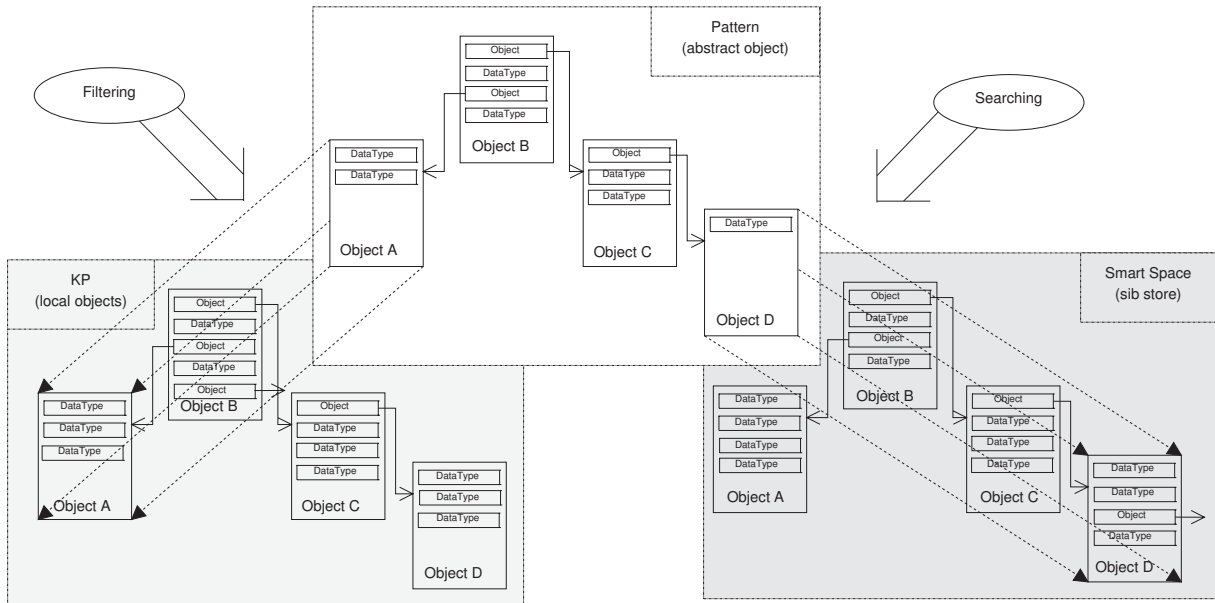 Pattern
(abstract object)
Filtering
Searching
Object
DataType
Object
DataType
Object B
DataType
DataType
Object A
Object
DataType
DataType
Object C
DataType
Object D
KP
(local objects)
Object
DataType
Object
DataType
Object
Object B
DataType
DataType
DataType
Object A
Object
DataType
DataType
DataType
Object C
DataType
DataType
DataType
Object D
Smart Space
(sib store)
Object
DataType
Object
DataType
Object B
DataType
DataType
DataType
DataType
Object A
Object
DataType
DataType
DataType
Object C
DataType
DataType
Object
DataType
Object D